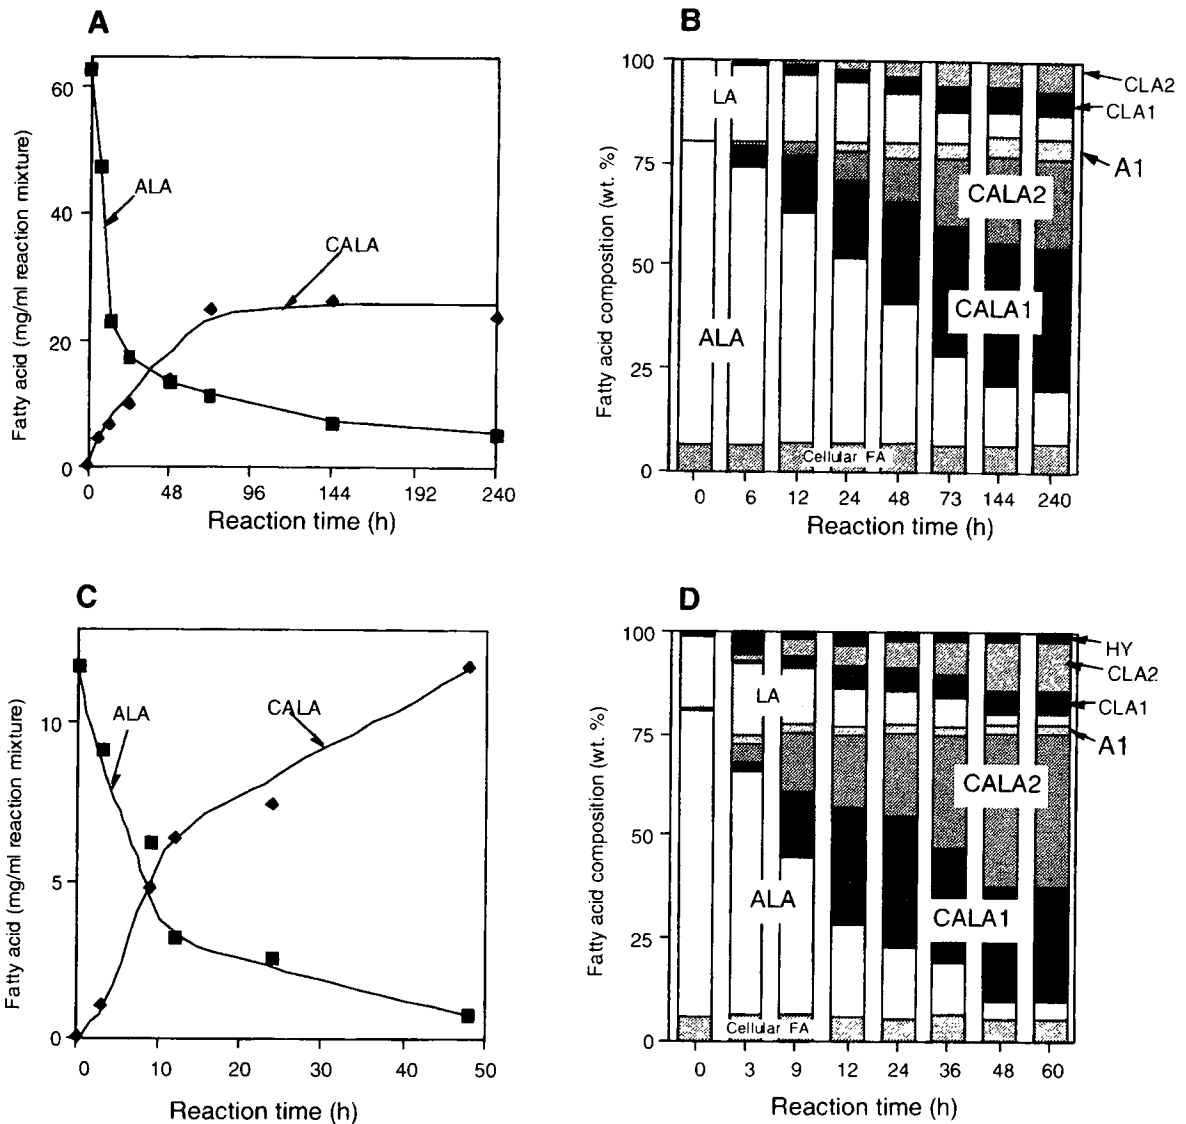 A
Fatty acid (mg/ml reaction mixture)
60
40
20
0
ALA
CALA
0 48 96 144 192 240
Reaction time (h)
B
Fatty acid composition (wt. %)
100
75
50
25
0
LA
ALA
CLA2
CLA1
A1
CALA2
CALA1
Cellular FA
0 6 12 24 48 73 144 240
Reaction time (h)
C
Fatty acid (mg/ml reaction mixture)
10
5
0
ALA
CALA
0 10 20 30 40 50
Reaction time (h)
D
Fatty acid composition (wt. %)
100
75
50
25
0
LA
ALA
HY
CLA2
CLA1
A1
CALA2
CALA1
Cellular FA
0 3 9 12 24 36 48 60
Reaction time (h)